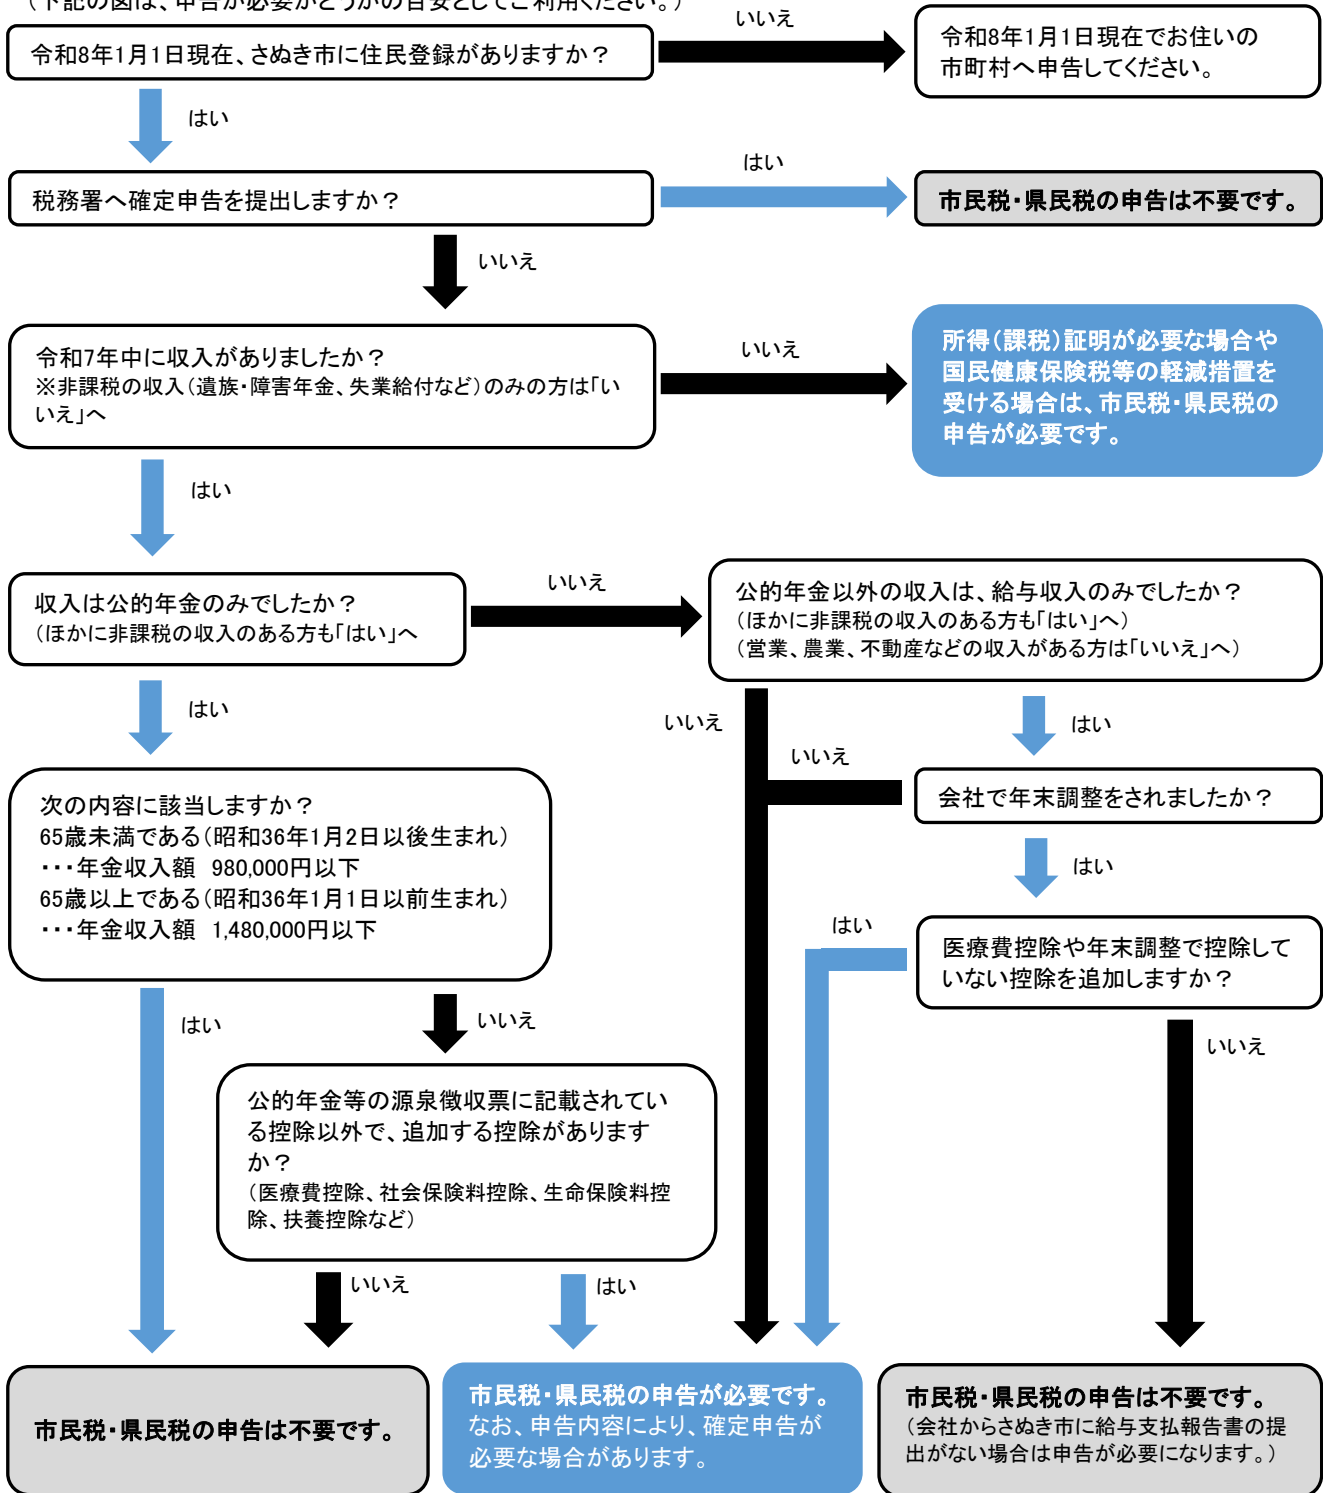 （下記の図は、申告が必要かどうかの目安としてご利用ください。）
令和8年1月1日現在、さぬき市に住民登録がありますか？
いいえ
令和8年1月1日現在でお住いの
市町村へ申告してください。
はい
税務署へ確定申告を提出しますか？
はい
市民税・県民税の申告は不要です。
いいえ
令和7年中に収入がありましたか？
※非課税の収入（遺族・障害年金、失業給付など）のみの方は「い
いえ」へ
いいえ
所得（課税）証明が必要な場合や
国民健康保険税等の軽減措置を
受ける場合は、市民税・県民税の
申告が必要です。
はい
収入は公的年金のみでしたか？
（ほかに非課税の収入のある方も「はい」へ
いいえ
公的年金以外の収入は、給与収入のみでしたか？
（ほかに非課税の収入のある方も「はい」へ）
（営業、農業、不動産などの収入がある方は「いいえ」へ）
はい
いいえ
はい
いいえ
会社で年末調整をされましたか？
次の内容に該当しますか？
65歳未満である（昭和36年1月2日以後生まれ）
・・・年金収入額 980,000円以下
65歳以上である（昭和36年1月1日以前生まれ）
・・・年金収入額 1,480,000円以下
はい
はい
医療費控除や年末調整で控除して
いない控除を追加しますか？
はい
いいえ
いいえ
公的年金等の源泉徴収票に記載されてい
る控除以外で、追加する控除があります
か？
（医療費控除、社会保険料控除、生命保険料控
除、扶養控除など）
いいえ
はい
市民税・県民税の申告は不要です。
市民税・県民税の申告が必要です。
なお、申告内容により、確定申告が
必要な場合があります。
市民税・県民税の申告は不要です。
（会社からさぬき市に給与支払報告書の提
出がない場合は申告が必要になります。）